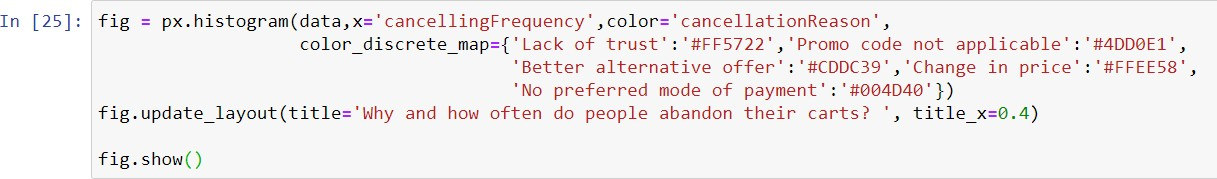 In [25]: fig = px.histogram(data,x='cancellingFrequency',color='cancellationReason',
color_discrete_map={'Lack of trust':'#FF5722','Promo code not applicable':'#4DD0E1',
'Better alternative offer':'#CDDC39','Change in price':'#FFEE58',
'No preferred mode of payment':'#004D40'})
fig.update_layout(title='Why and how often do people abandon their carts? ', title_x=0.4)
fig.show()